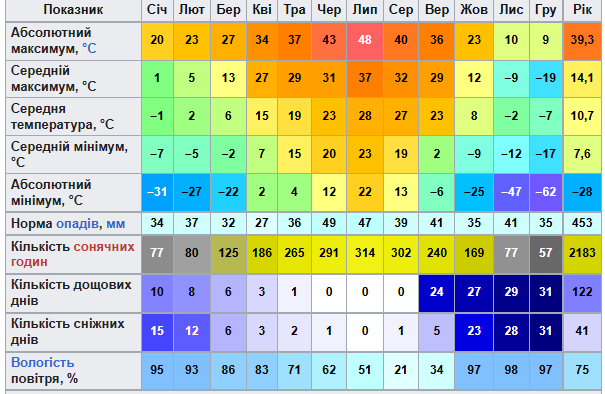 Показник Січ Лют Бер Кві Тра Чер Лип Сер Вер Жов Лис Гру Рік
Абсолютний
максимум, °C 20 23 27 34 37 43 48 40 36 23 10 9 39,3
Середній
максимум, °C 1 5 13 27 29 31 37 32 29 12 −9 −19 14,1
Середня
температура, °C −1 2 6 15 19 23 28 27 23 8 −2 −7 10,7
Середній мінімум,
°C −7 −5 −2 7 15 20 23 19 2 −9 −12 −17 7,6
Абсолютний
мінімум, °C −31 −27 −22 2 4 12 22 13 −6 −25 −47 −62 −28
Норма опадів, мм 34 37 32 27 36 49 47 39 41 35 41 35 453
Кількість сонячних
годин 77 80 125 186 265 291 314 302 240 169 77 57 2183
Кількість дощових
днів 10 8 6 3 1 0 0 0 24 27 29 31 122
Кількість сніжних
днів 15 12 6 3 2 1 0 1 5 23 28 31 41
Вологість
повітря, % 95 93 86 83 71 62 51 21 34 97 98 97 75